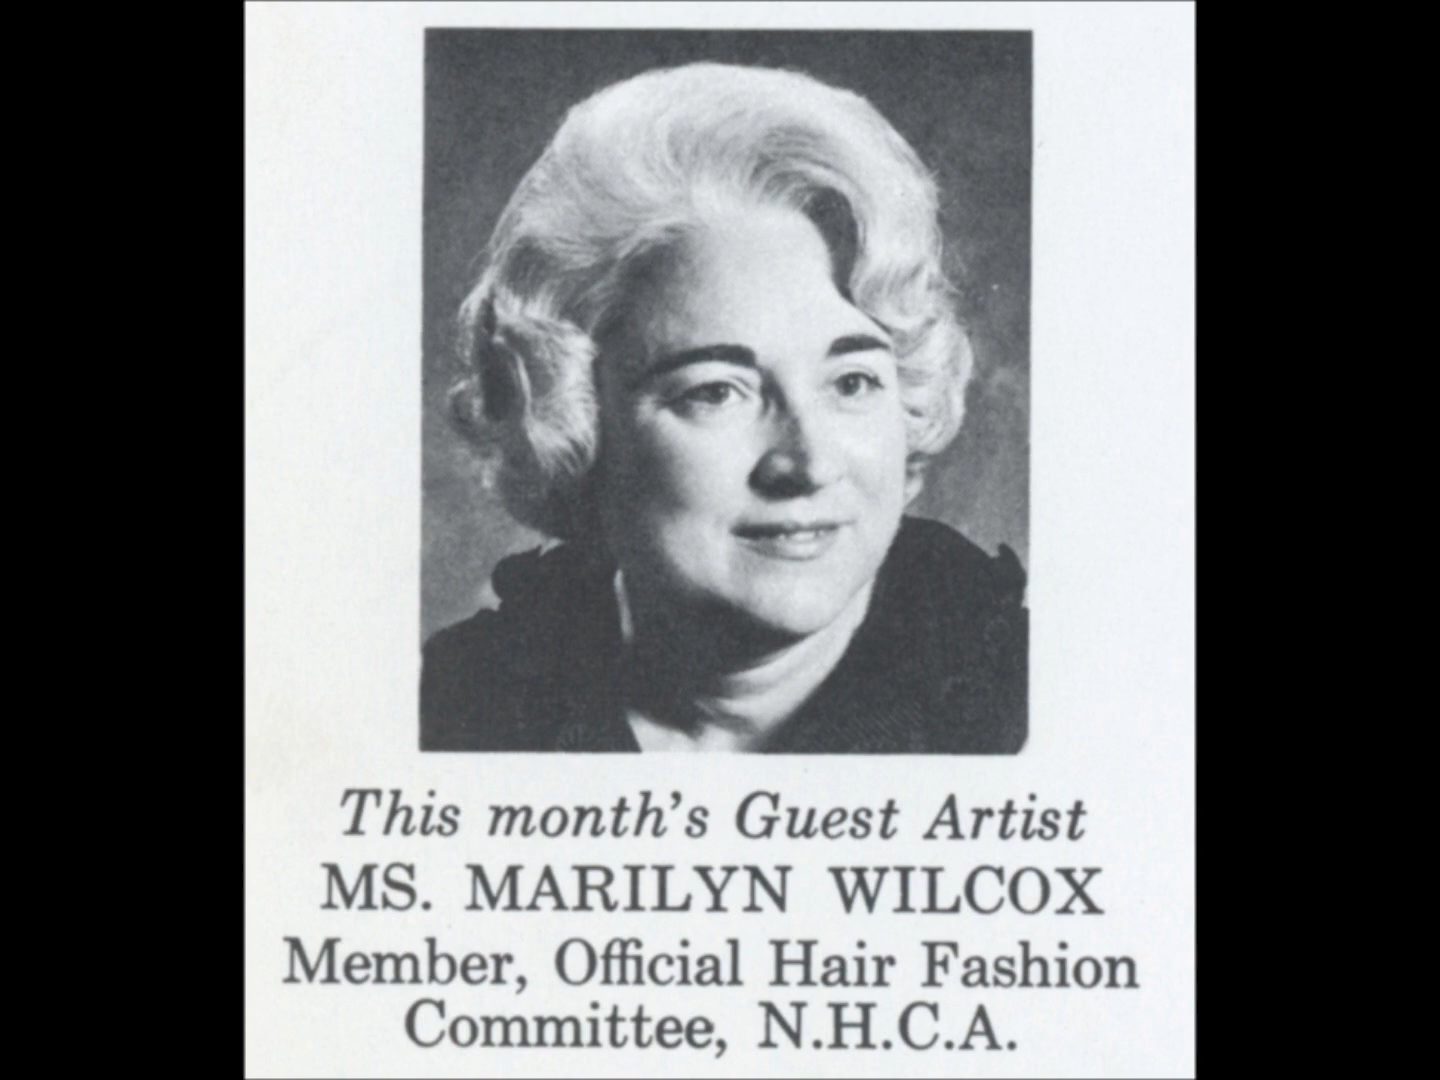 This month's Guest Artist
MS. MARILYN WILCOX
Member, Official Hair Fashion
Committee, N.H.C.A.